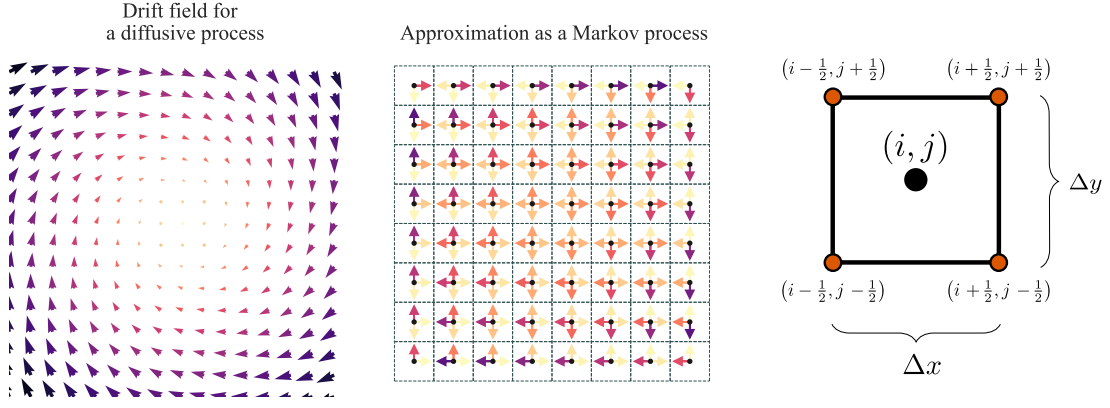 Drift field for
a diffusive process
Approximation as a Markov process
(i − 1/2, j + 1/2)
(i + 1/2, j + 1/2)
(i, j)
Δy
(i − 1/2, j − 1/2)
(i + 1/2, j − 1/2)
Δx